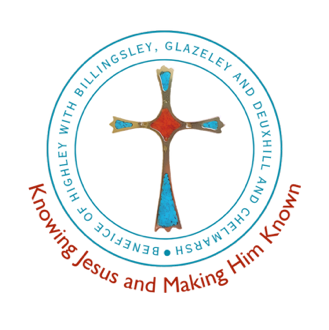 BENEFICE OF HIGHLEY WITH BILLINGSLEY, GLAZELEY AND DEUXHILL AND CHELMARSH
Knowing Jesus and Making Him Known